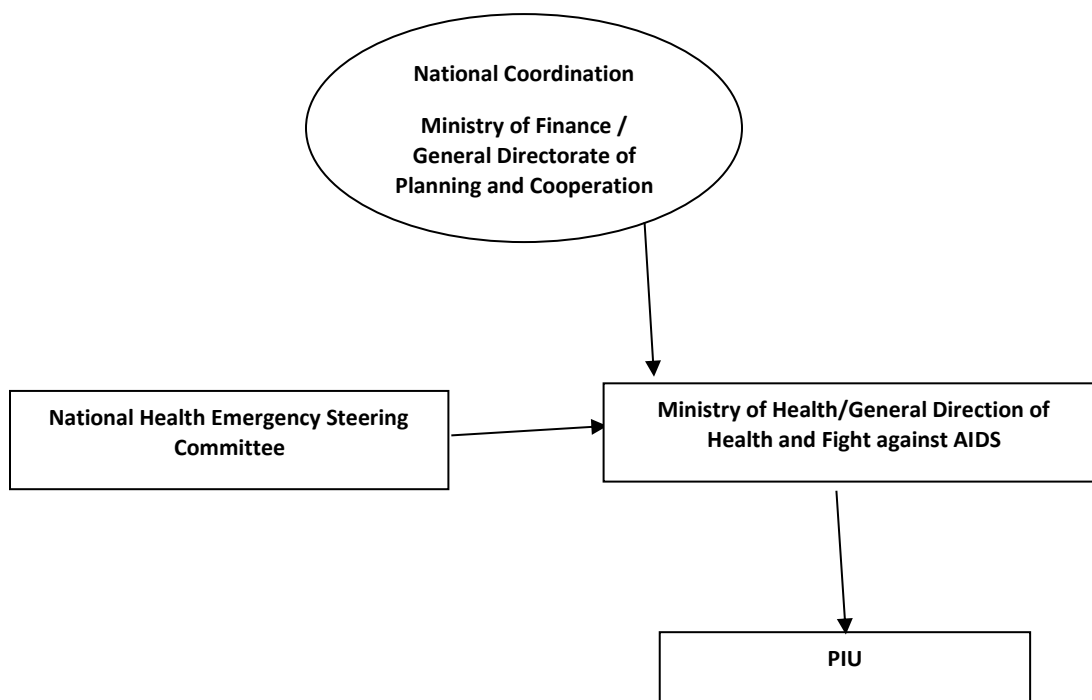 National Coordination
Ministry of Finance /
General Directorate of
Planning and Cooperation
National Health Emergency Steering
Committee
Ministry of Health/General Direction of
Health and Fight against AIDS
PIU